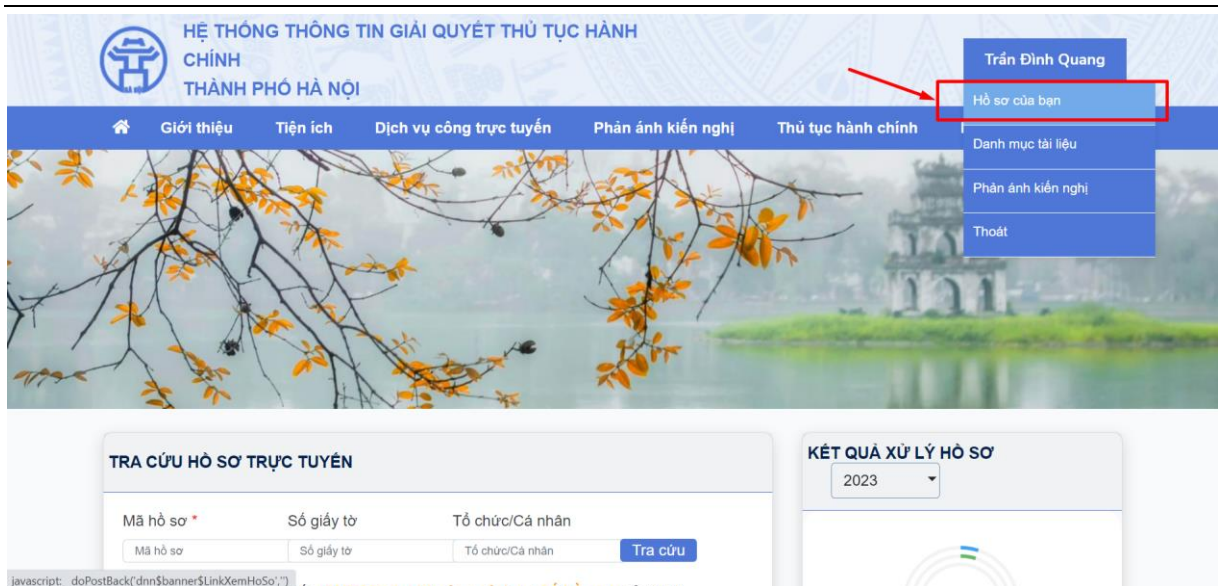 HỆ THỐNG THÔNG TIN GIẢI QUYẾT THỦ TỤC HÀNH
CHÍNH
THÀNH PHỐ HÀ NỘI
Trần Đình Quang
Hồ sơ của bạn
Giới thiệu Tiện ích Dịch vụ công trực tuyến Phản ánh kiến nghị Thủ tục hành chính
Danh mục tài liệu
Phản ánh kiến nghị
Thoát
TRA CỨU HỒ SƠ TRỰC TUYẾN
Mã hồ sơ * Số giấy tờ Tổ chức/Cá nhân
Mã hồ sơ Số giấy tờ Tổ chức/Cá nhân Tra cứu
KẾT QUẢ XỬ LÝ HỒ SƠ
2023
javascript:__doPostBack('dnn$banner$LinkXemHoSo','')